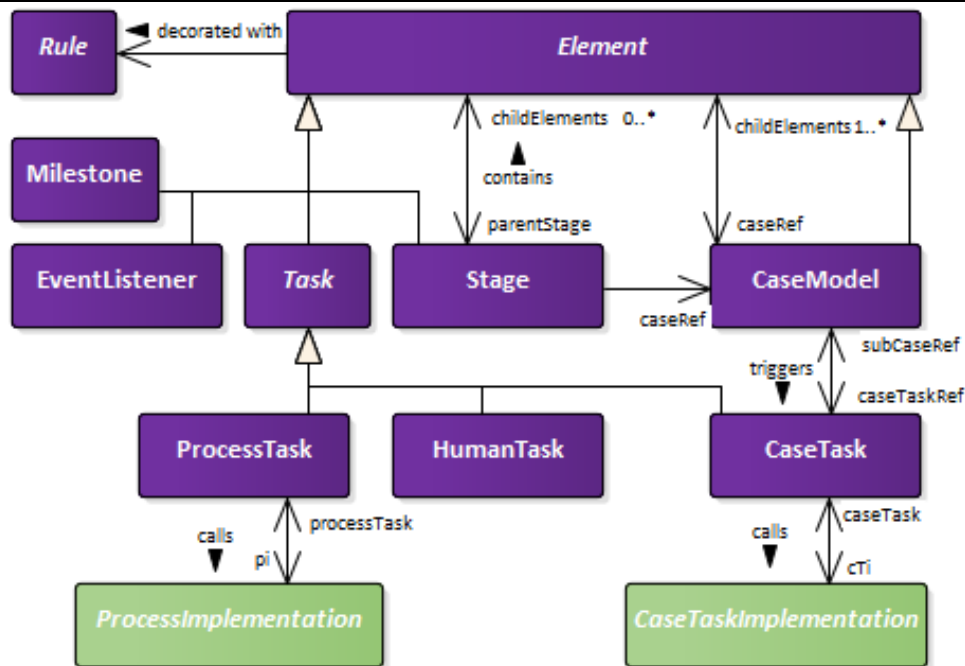 Rule
◄ decorated with
Element
childElements 0..*
▲
contains
parentStage
childElements 1..*
caseRef
Milestone
EventListener
Task
Stage
caseRef
CaseModel
triggers
▼
subCaseRef
caseTaskRef
ProcessTask
HumanTask
CaseTask
calls
▼
processTask
pi
calls
▼
caseTask
cTi
ProcessImplementation
CaseTaskImplementation